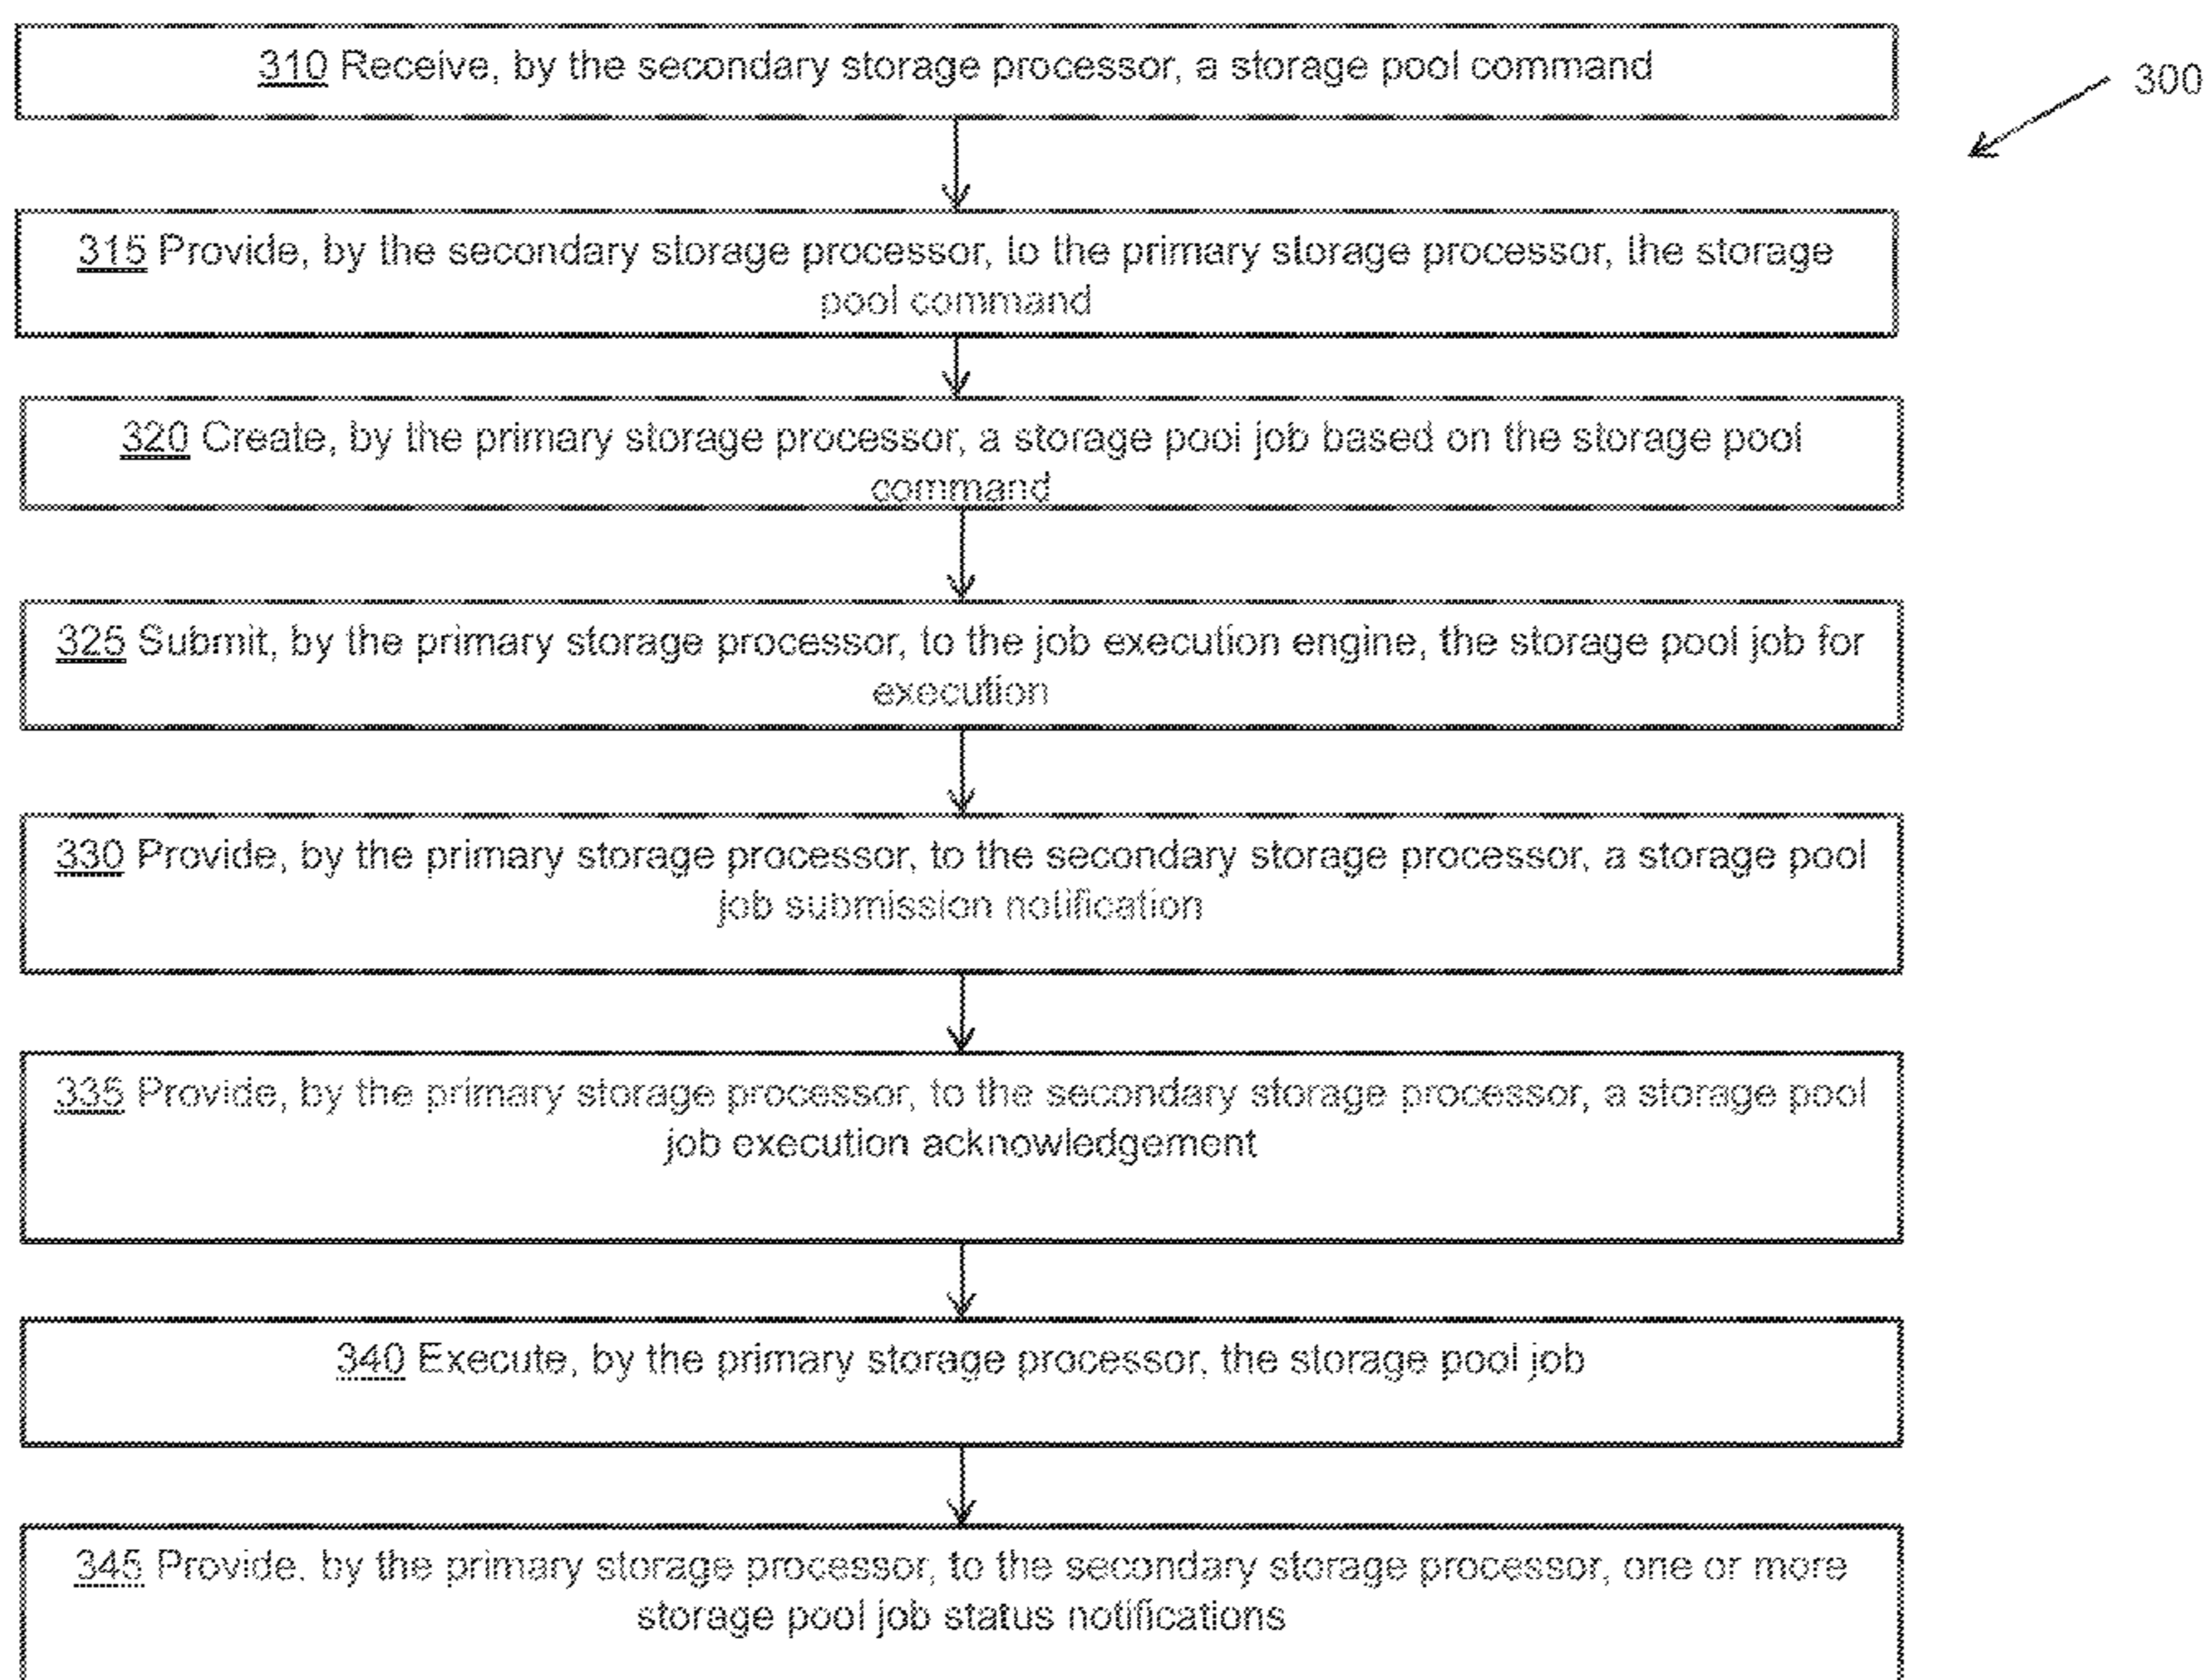 310 Receive, by the secondary storage processor, a storage pool command
300
315 Provide, by the secondary storage processor, to the primary storage processor, the storage
pool command
320 Create, by the primary storage processor, a storage pool job based on the storage pool
command
325 Submit, by the primary storage processor, to the job execution engine, the storage pool job for
execution
330 Provide, by the primary storage processor, to the secondary storage processor, a storage pool
job submission notification
335 Provide, by the primary storage processor, to the secondary storage processor, a storage pool
job execution acknowledgement
340 Execute, by the primary storage processor, the storage pool job
345 Provide, by the primary storage processor, to the secondary storage processor, one or more
storage pool job status notifications